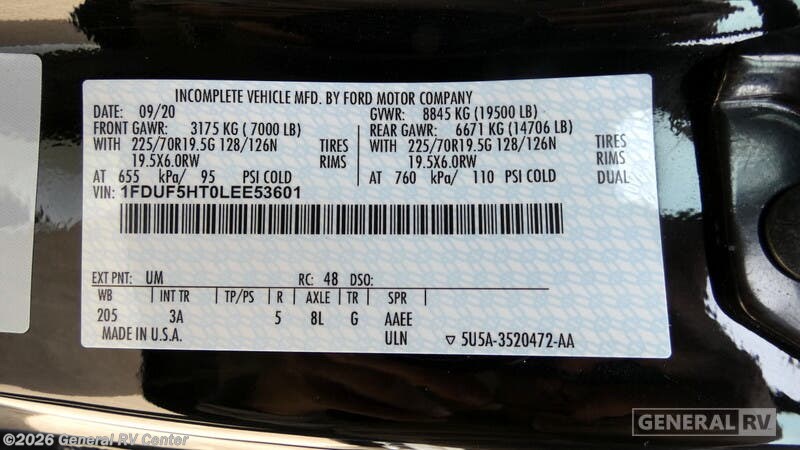 INCOMPLETE VEHICLE MFD. BY FORD MOTOR COMPANY
DATE: 09/20 GVWR: 8845 KG (19500 LB)
FRONT GAWR: 3175 KG ( 7000 LB) REAR GAWR: 6671 KG (14706 LB)
WITH 225/70R19.5G 128/126N TIRES WITH 225/70R19.5G 128/126N TIRES
19.5X6.0RW RIMS 19.5X6.0RW RIMS
AT 655 kPa/ 95 PSI COLD AT 760 kPa/ 110 PSI COLD
VIN: 1FDUF5HT0LEE53601
EXT PNT: UM RC: 48 DSO:
WB INT TR TP/PS R AXLE TR SPR
205 3A 5 8L G AAEE
MADE IN U.S.A. ULN ▽ 5U5A-3520472-AA
GENERAL RV
©2026 General RV Center